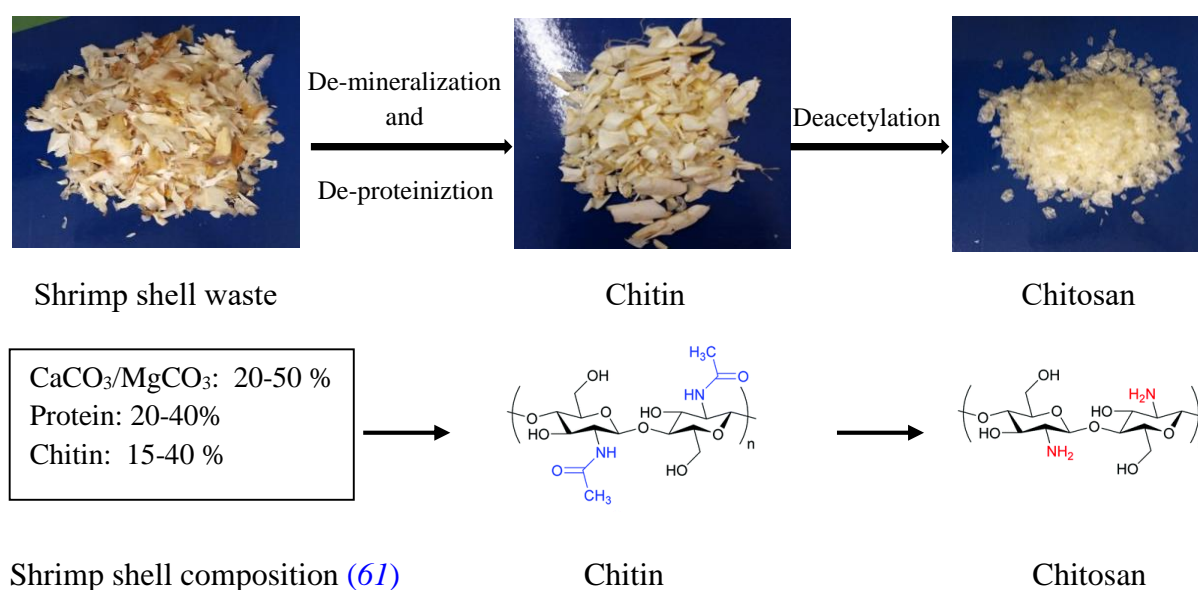 De-mineralization
and
De-proteiniztion
Deacetylation
Shrimp shell waste
Chitin
Chitosan
CaCO₃/MgCO₃: 20-50 %
Protein: 20-40%
Chitin: 15-40 %
OH
O
HO
NH
O
CH₃
O
H₃C
O
HN
HO
O
HO
n
OH
O
HO
NH₂
O
H₂N
HO
O
HO
Shrimp shell composition (61)
Chitin
Chitosan